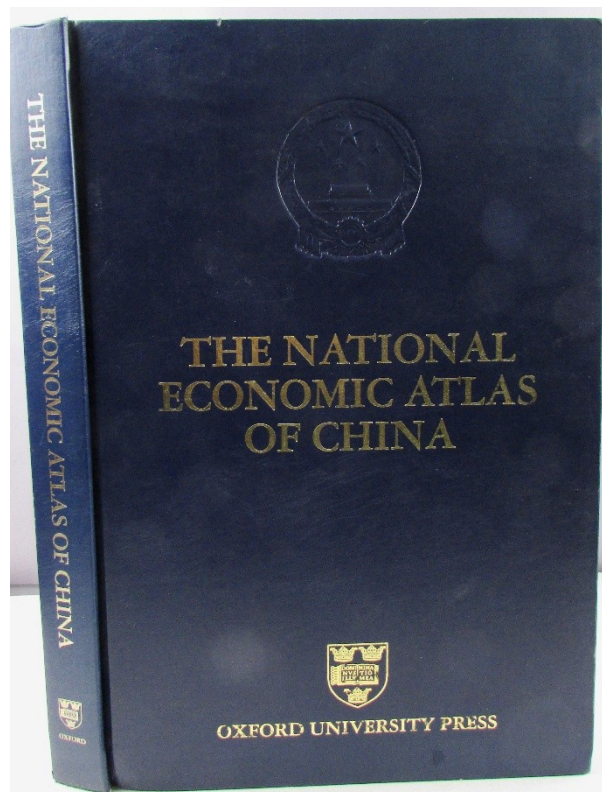 THE NATIONAL ECONOMIC ATLAS OF CHINA
OXFORD
THE NATIONAL
ECONOMIC ATLAS
OF CHINA
OXFORD UNIVERSITY PRESS